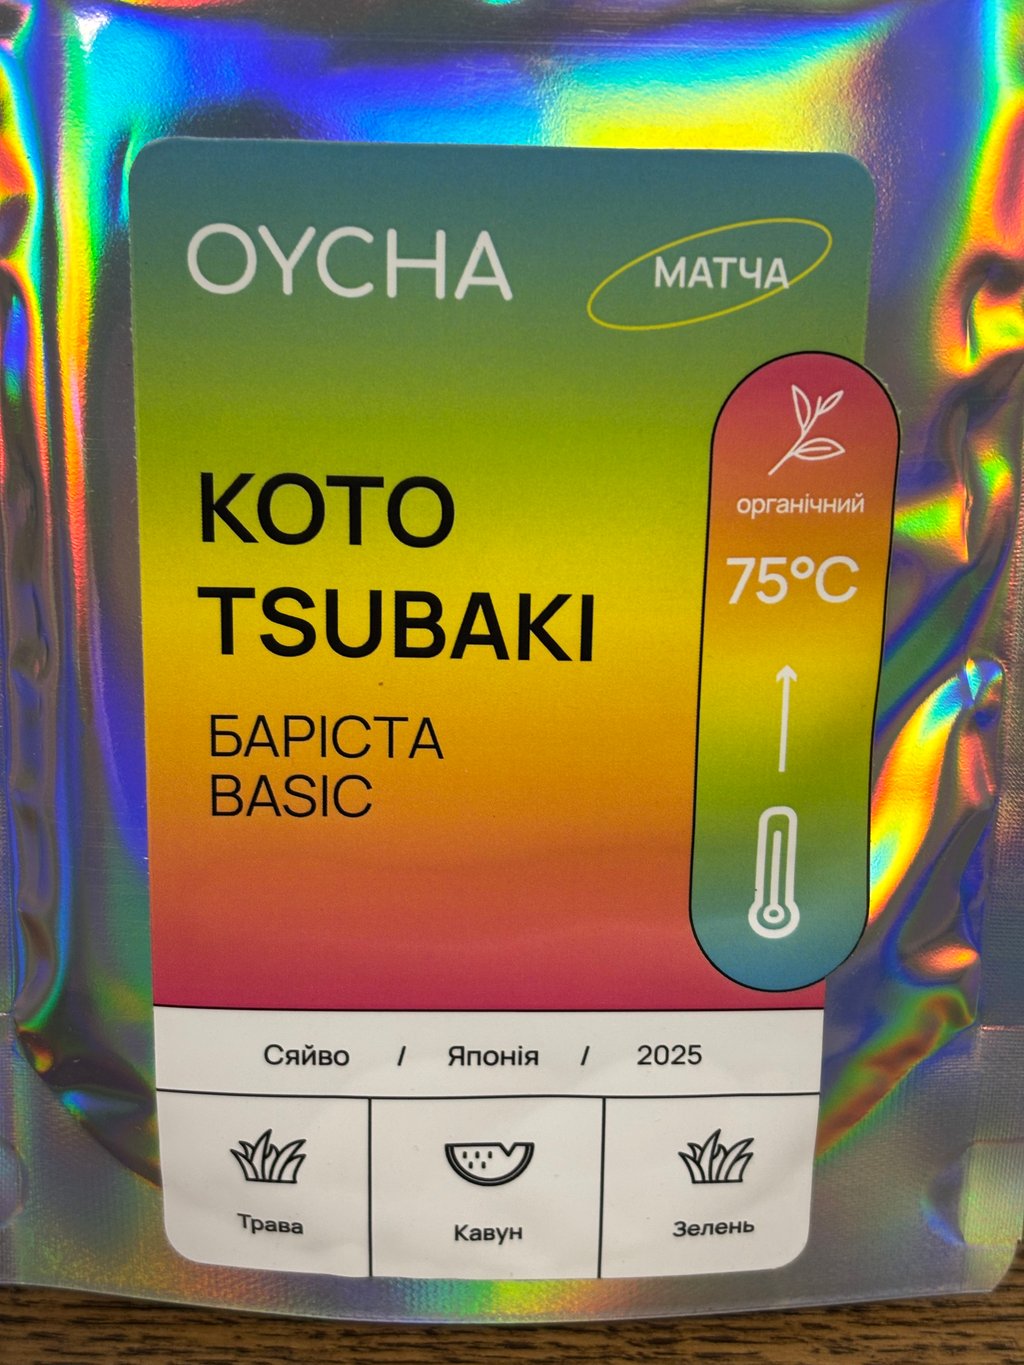 OYCHA
МАТЧА
органічний
75°C
KOTO
TSUBAKI
БАРІСТА
BASIC
Сяйво / Японія / 2025
Трава
Кавун
Зелень